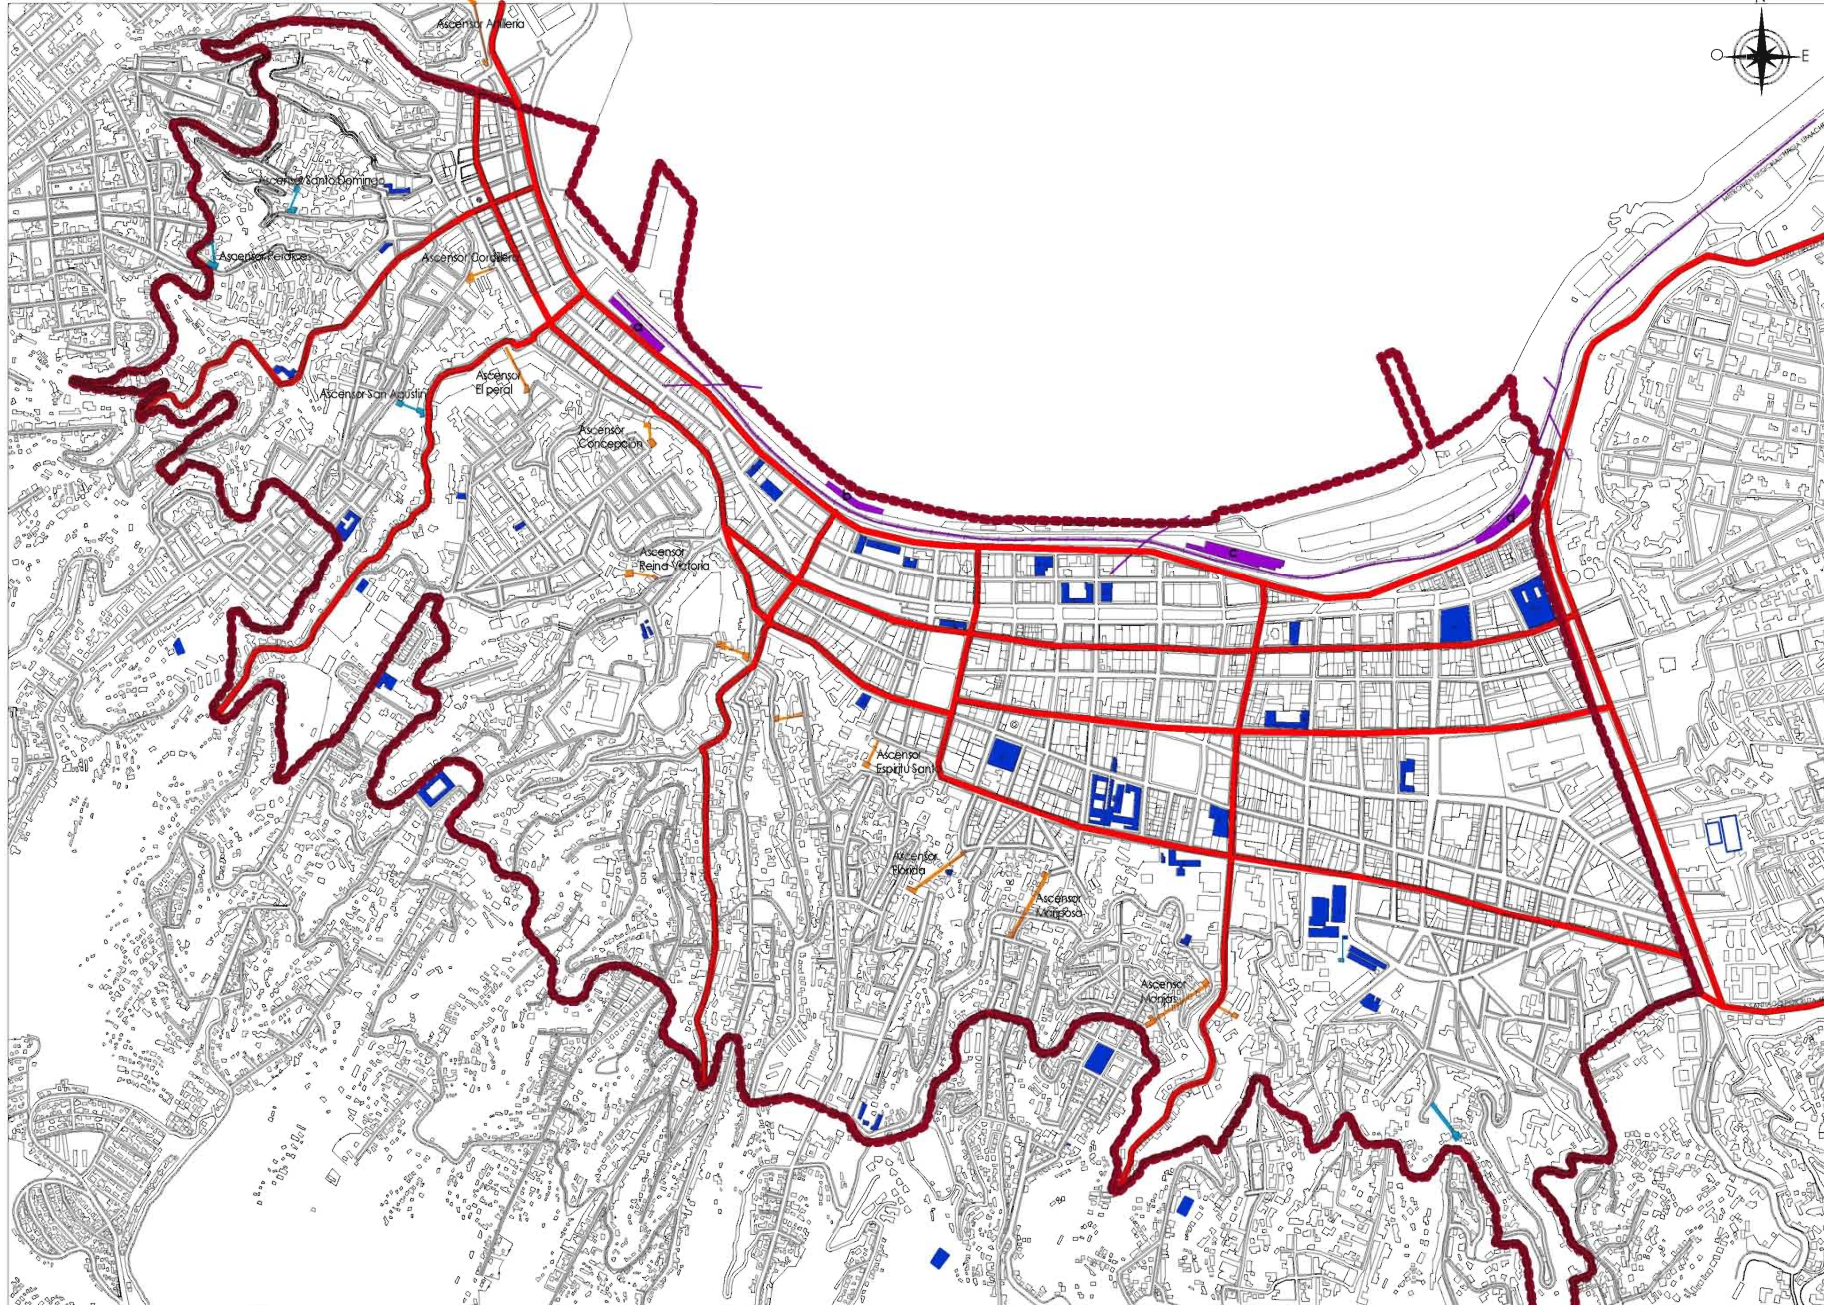 N
O
E
Ascensor Artillería
Ascensor Santo Domingo
Ascensor Perdices
Ascensor Cordillera
a
Ascensor
El peral
Ascensor San Agustín
Ascensor
Concepción
b
Ascensor
Reina Victoria
c
d
Ascensor
Espíritu Sant
Ascensor
Florida
Ascensor
Mariposa
Ascensor
Monjas